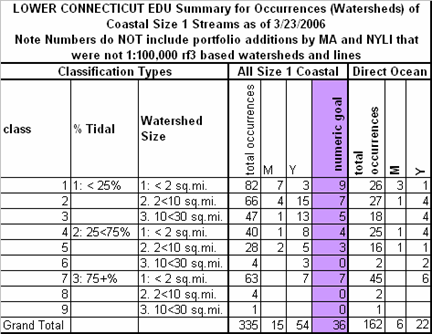 LOWER CONNECTICUT EDU Summary for Occurrences (Watersheds) of
Coastal Size 1 Streams as of 3/23/2006
Note Numbers do NOT include portfolio additions by MA and NYLI that
were not 1:100,000 rf3 based watersheds and lines
Classification Types All Size 1 Coastal Direct Ocean
class % Tidal Watershed Size total occurrences M Y numeric goal total occurrences M Y
1 1: < 25% 1: < 2 sq.mi. 82 7 3 9 26 3 1
2 2. 2<10 sq.mi. 66 4 15 7 27 1 4
3 3. 10<30 sq.mi. 47 1 13 5 18 4
4 2: 25<75% 1: < 2 sq.mi. 40 1 8 4 25 1 4
5 2. 2<10 sq.mi. 28 2 5 3 16 1 1
6 3. 10<30 sq.mi. 4 3 0 2 2
7 3: 75+% 1: < 2 sq.mi. 63 7 7 45 6
8 2. 2<10 sq.mi. 4 0 2
9 3. 10<30 sq.mi. 1 0 1
Grand Total 335 15 54 36 162 6 22